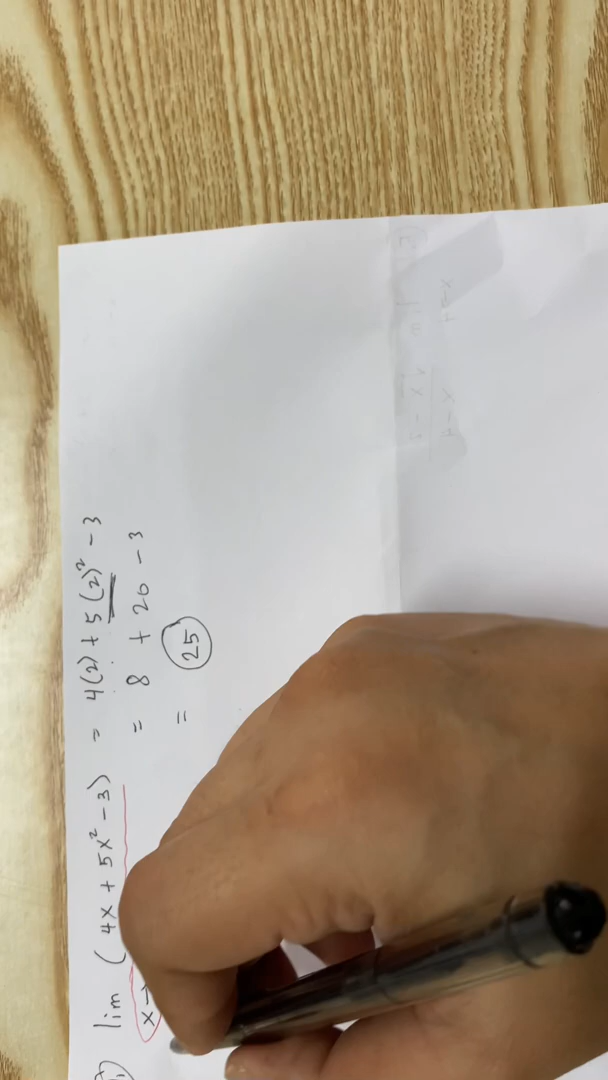 lim (4x + 5x² - 3) = 4(2) + 5(2)² - 3
x→
= 8 + 20 - 3
= 25